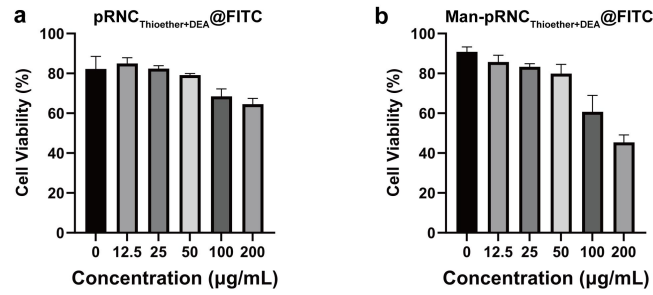 a
pRNCThioether+DEA@FITC
Cell Viability (%)
100
80
60
40
20
0
0 12.5 25 50 100 200
Concentration (μg/mL)
b
Man-pRNCThioether+DEA@FITC
Cell Viability (%)
100
80
60
40
20
0
0 12.5 25 50 100 200
Concentration (μg/mL)